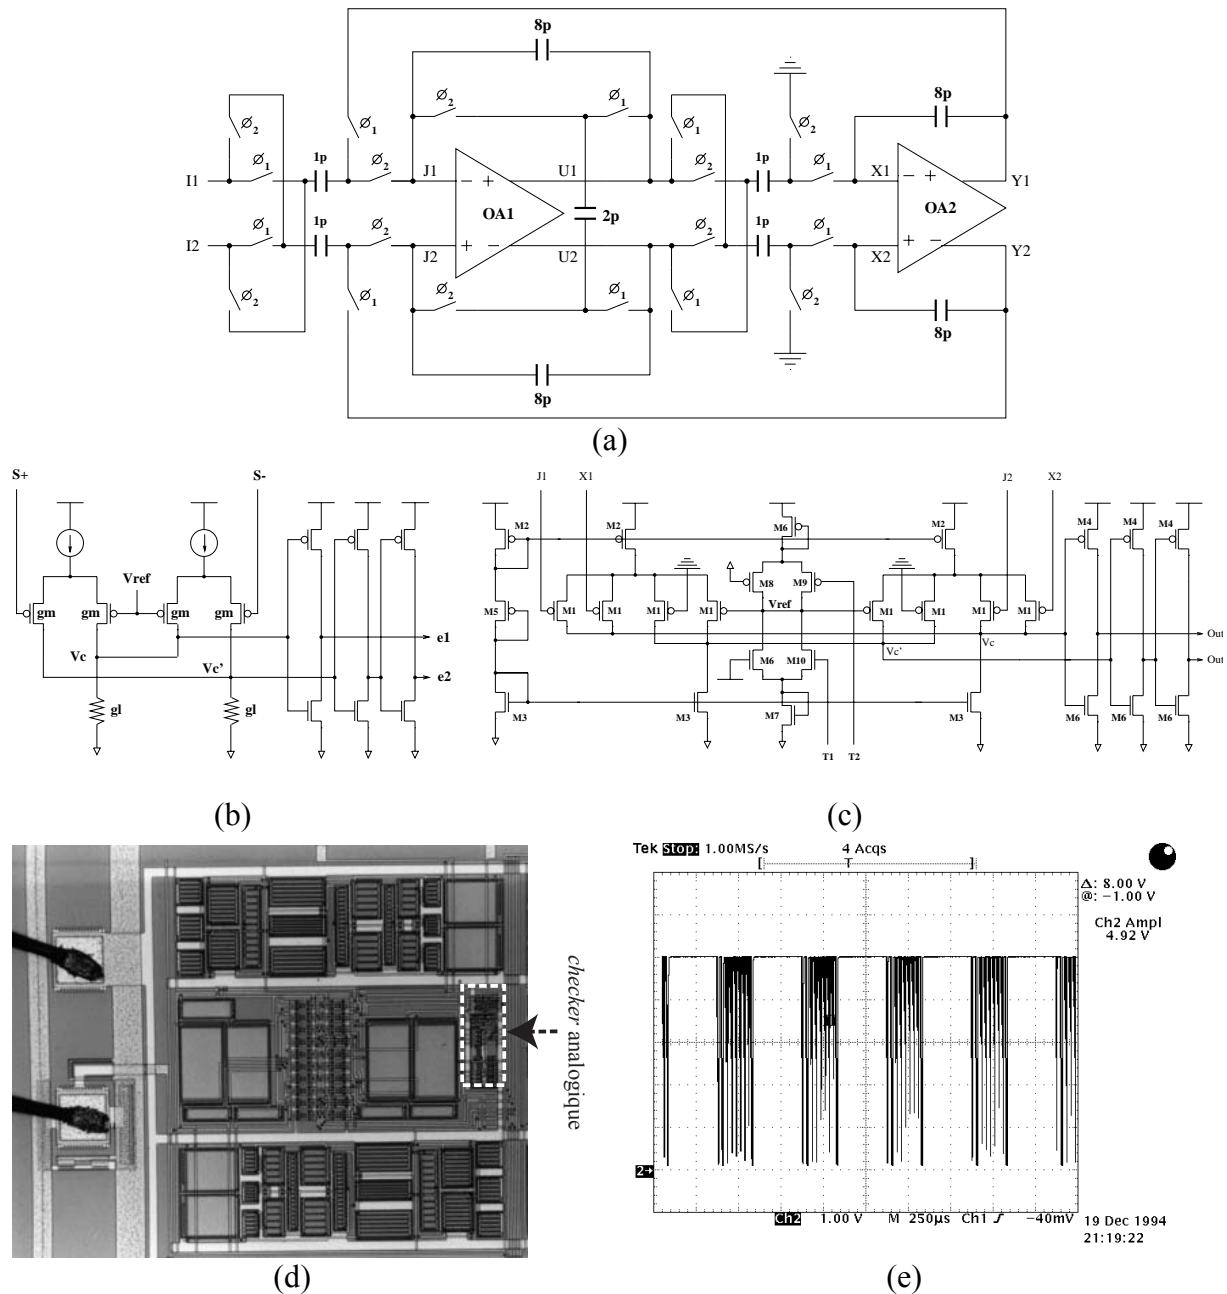 8p
8p
ø2 ø1
ø2 ø1 ø1 ø2
1p 1p
I1 ø1 ø2 J1 − + U1 ø2 ø1 X1 − + Y1
OA1 2p OA2
1p 1p
I2 ø1 ø2 J2 + − U2 ø2 ø1 X2 + − Y2
ø2 ø1 ø2 ø1 ø1 ø2
8p
8p
(a)
S+ S-
Vref
gm gm gm gm
e1
Vc
Vc'
e2
gl gl
(b)
J1 X1 J2 X2
M2 M2 M6 M2 M4 M4 M4
M8 M9
M5 M1 M1 M1 M1 Vref M1 M1 M1 M1
Out
Vc' Vc
Out
M6 M10
M3 M3 M7 M3 M6 M6 M6
T1 T2
(c)
checker analogique
(d)
Tek Stop: 1.00MS/s 4 Acqs
[ T ]
Δ: 8.00 V
@: −1.00 V
Ch2 Ampl
4.92 V
2→
Ch2 1.00 V M 250µs Ch1 −40mV
19 Dec 1994
21:19:22
(e)